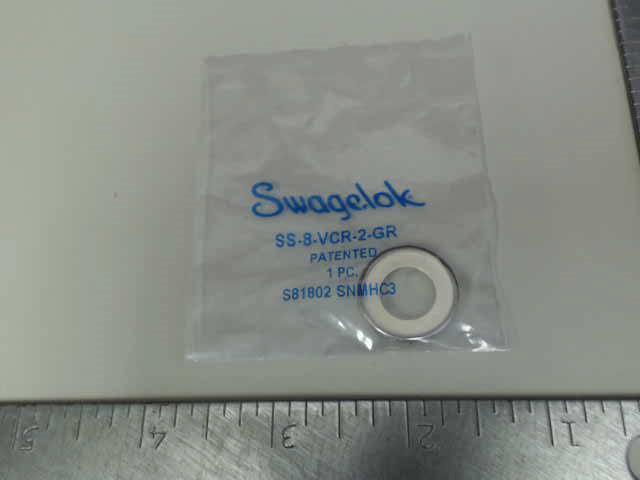 Swagelok
SS-8-VCR-2-GR
PATENTED
1 PC.
S81802 SNMHC3
5 4 3 2 1